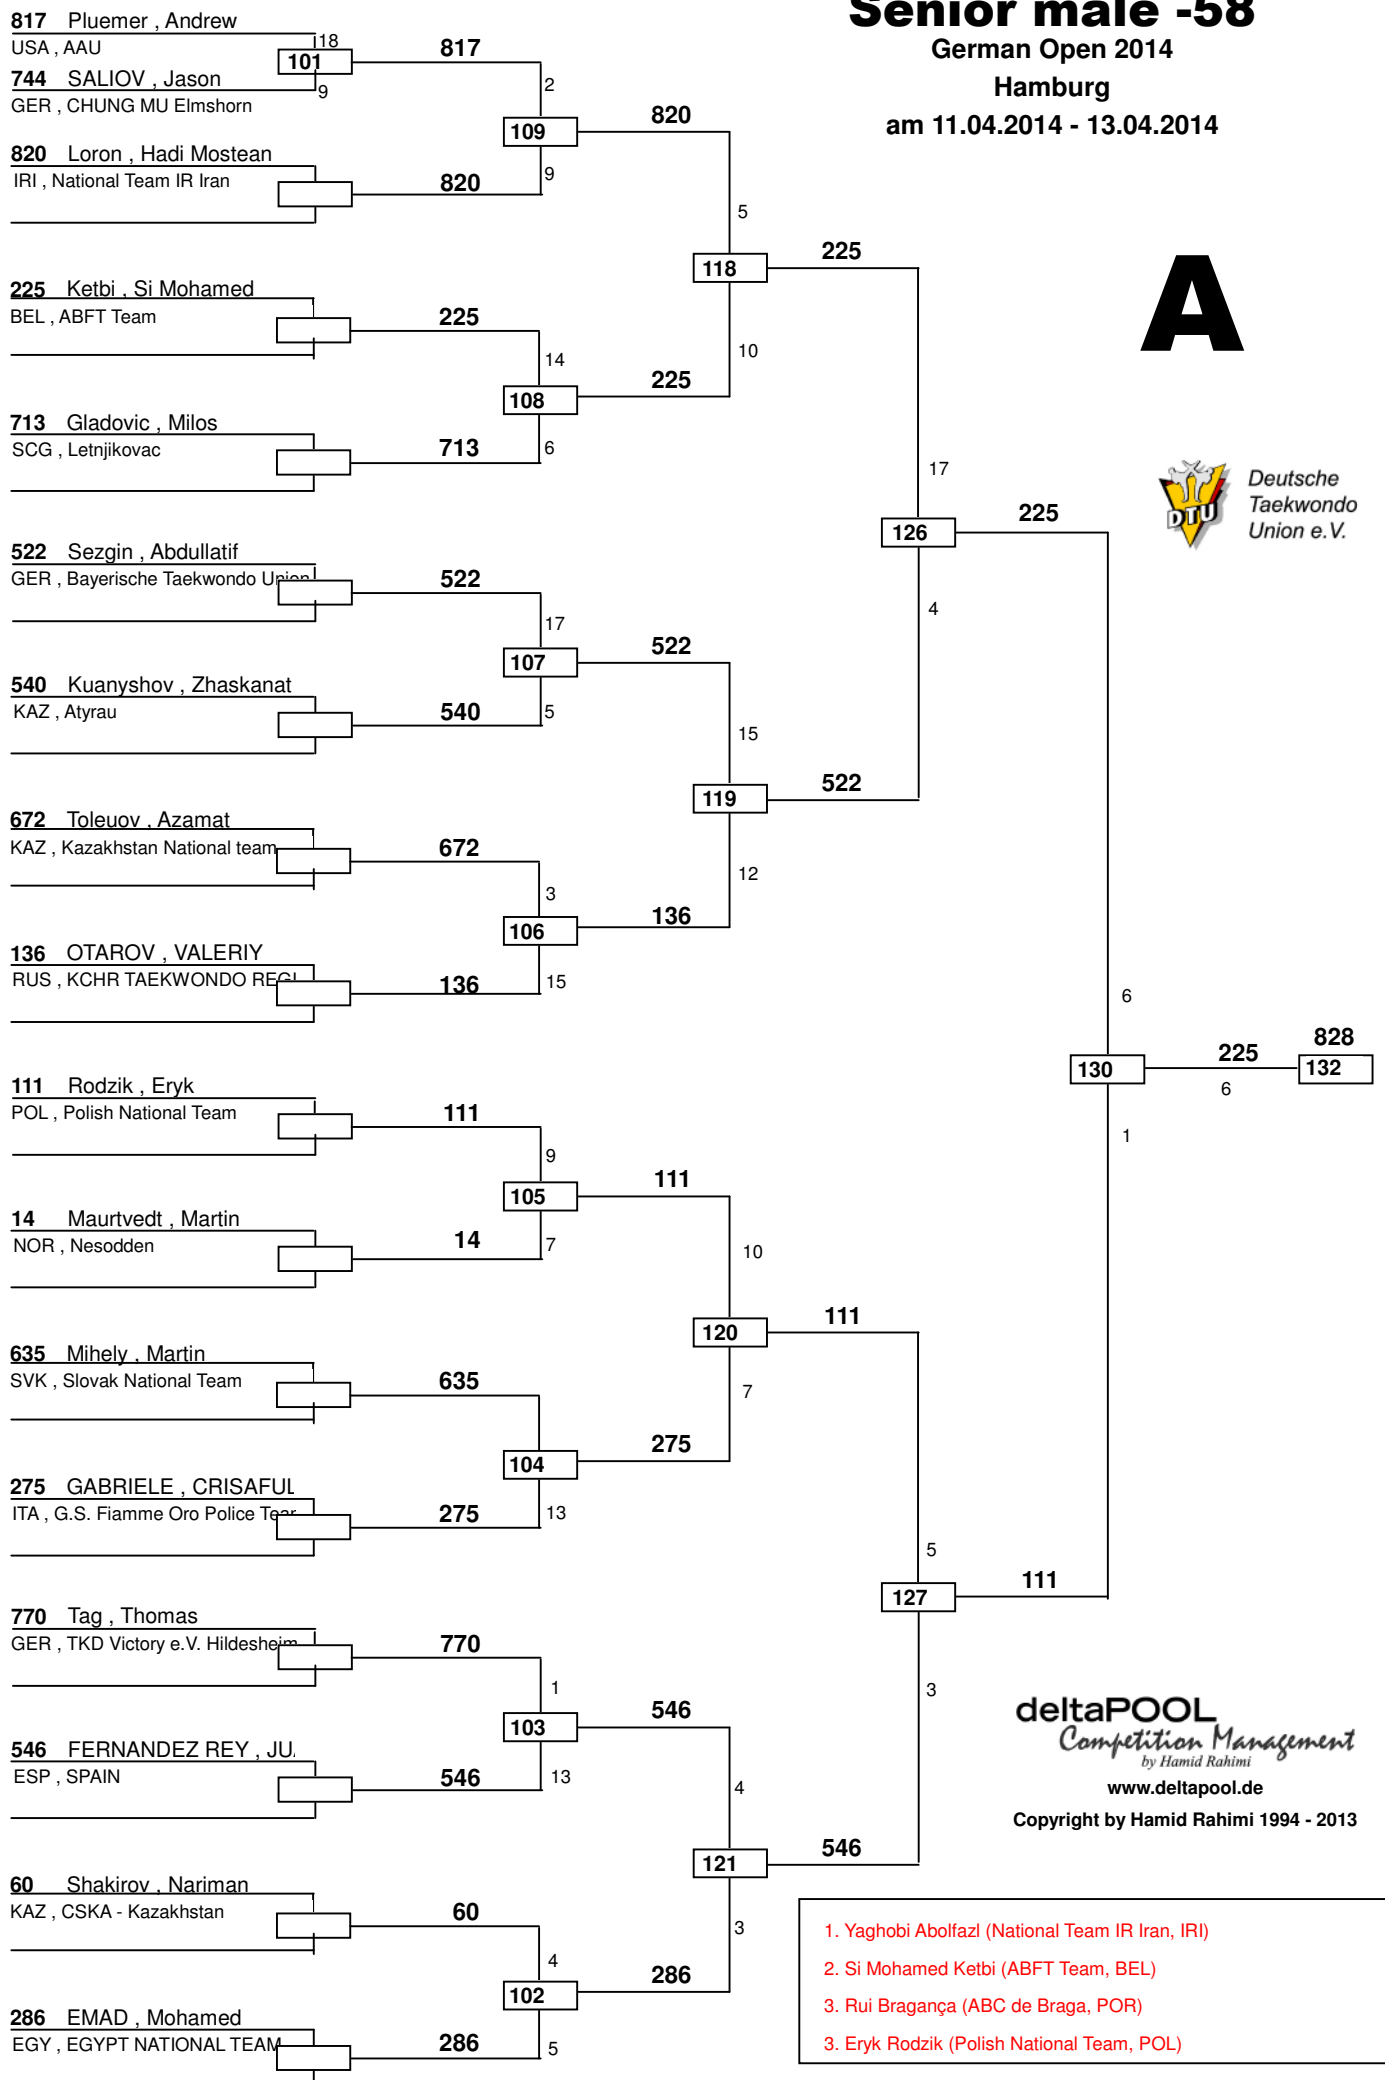 Senior male -58
German Open 2014
Hamburg
am 11.04.2014 - 13.04.2014
A
DTU
Deutsche
Taekwondo
Union e.V.
817 Pluemer , Andrew
USA , AAU
18
101
817
744 SALIOV , Jason
9
GER , CHUNG MU Elmshorn
2
109
820
820 Loron , Hadi Mostean
IRI , National Team IR Iran
820
9
5
118
225
225 Ketbi , Si Mohamed
BEL , ABFT Team
225
14
10
108
225
713 Gladovic , Milos
SCG , Letnjikovac
713
6
17
126
225
522 Sezgin , Abdullatif
GER , Bayerische Taekwondo Union
522
17
4
107
522
540 Kuanyshov , Zhaskanat
KAZ , Atyrau
540
5
15
119
522
672 Toleuov , Azamat
KAZ , Kazakhstan National team
672
3
12
106
136
136 OTAROV , VALERIY
RUS , KCHR TAEKWONDO REGI
136
15
6
130
225
6
828
132
1
111 Rodzik , Eryk
POL , Polish National Team
111
9
105
111
14 Maurtvedt , Martin
NOR , Nesodden
14
7
10
120
111
635 Mihely , Martin
SVK , Slovak National Team
635
7
104
275
275 GABRIELE , CRISAFUL
ITA , G.S. Fiamme Oro Police Tear
275
13
5
127
111
770 Tag , Thomas
GER , TKD Victory e.V. Hildesheim
770
1
3
103
546
546 FERNANDEZ REY , JU
ESP , SPAIN
546
13
4
121
546
60 Shakirov , Nariman
KAZ , CSKA - Kazakhstan
60
4
3
102
286
286 EMAD , Mohamed
EGY , EGYPT NATIONAL TEAM
286
5
deltaPOOL
Competition Management
by Hamid Rahimi
www.deltapool.de
Copyright by Hamid Rahimi 1994 - 2013
1. Yaghobi Abolfazl (National Team IR Iran, IRI)
2. Si Mohamed Ketbi (ABFT Team, BEL)
3. Rui Bragança (ABC de Braga, POR)
3. Eryk Rodzik (Polish National Team, POL)